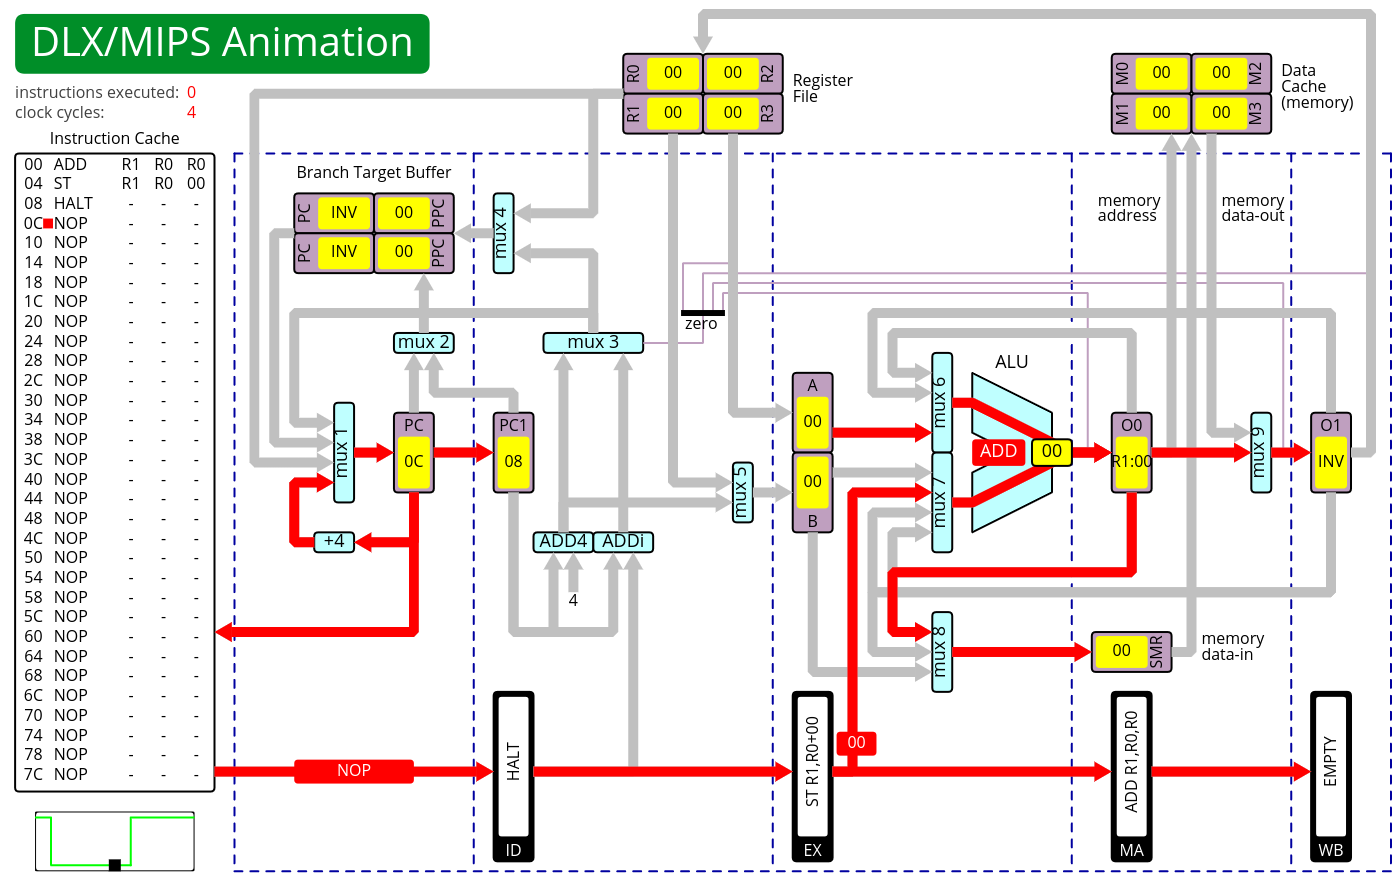 DLX/MIPS Animation
instructions executed: 0
clock cycles: 4
Instruction Cache
00 ADD R1 R0 R0
04 ST R1 R0 00
08 HALT - - -
0C NOP - - -
10 NOP - - -
14 NOP - - -
18 NOP - - -
1C NOP - - -
20 NOP - - -
24 NOP - - -
28 NOP - - -
2C NOP - - -
30 NOP - - -
34 NOP - - -
38 NOP - - -
3C NOP - - -
40 NOP - - -
44 NOP - - -
48 NOP - - -
4C NOP - - -
50 NOP - - -
54 NOP - - -
58 NOP - - -
5C NOP - - -
60 NOP - - -
64 NOP - - -
68 NOP - - -
6C NOP - - -
70 NOP - - -
74 NOP - - -
78 NOP - - -
7C NOP - - -
R0 00 00 R2
R1 00 00 R3
Register
File
M0 00 00 M2
M1 00 00 M3
Data
Cache
(memory)
Branch Target Buffer
PC INV 00 PPC
PC INV 00 PPC
mux 4
memory
address
memory
data-out
zero
mux 2
mux 3
mux 1
PC
0C
PC1
08
+4
ADD4
ADDi
4
mux 5
A
00
00
B
mux 6
mux 7
ALU
ADD
00
O0
R1:00
mux 9
O1
INV
mux 8
00 SMR
memory
data-in
00
NOP
HALT
ID
ST R1,R0+00
EX
ADD R1,R0,R0
MA
EMPTY
WB